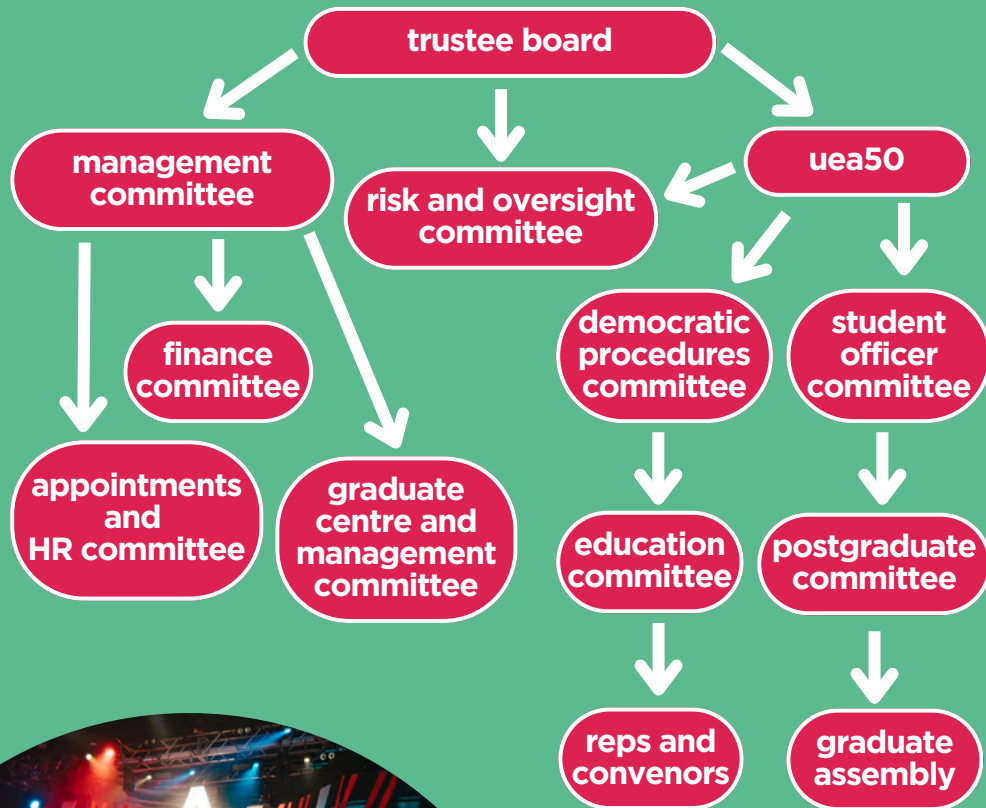 trustee board
management
committee
risk and oversight
committee
uea50
finance
committee
democratic
procedures
committee
student
officer
committee
appointments
and
HR committee
graduate
centre and
management
committee
education
committee
postgraduate
committee
reps and
convenors
graduate
assembly